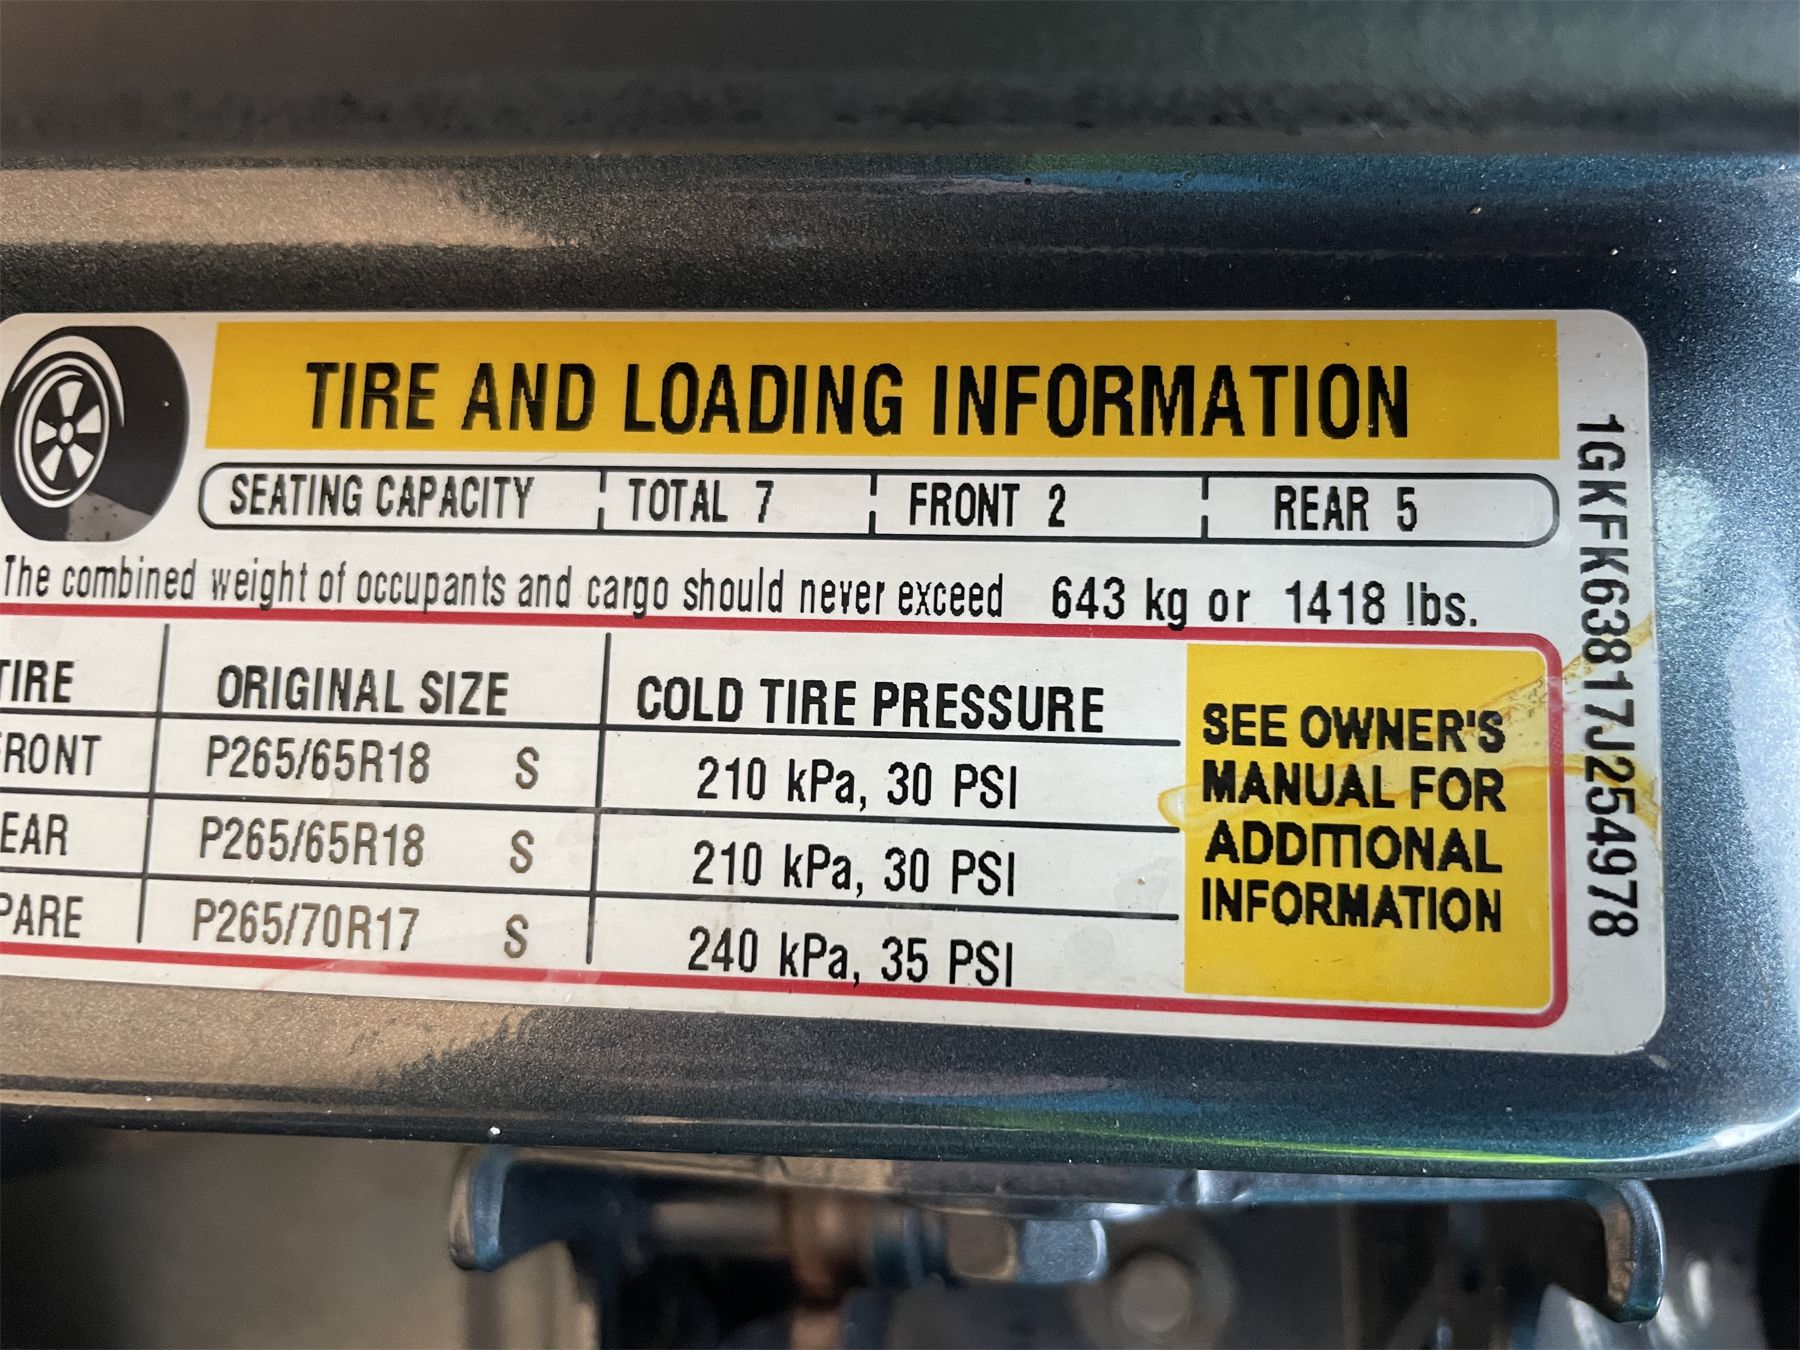 TIRE AND LOADING INFORMATION
SEATING CAPACITY TOTAL 7 FRONT 2 REAR 5
The combined weight of occupants and cargo should never exceed 643 kg or 1418 lbs.
TIRE ORIGINAL SIZE COLD TIRE PRESSURE
FRONT P265/65R18 S 210 kPa, 30 PSI
EAR P265/65R18 S 210 kPa, 30 PSI
PARE P265/70R17 S 240 kPa, 35 PSI
SEE OWNER'S
MANUAL FOR
ADDITIONAL
INFORMATION
1GKFK63817J254978